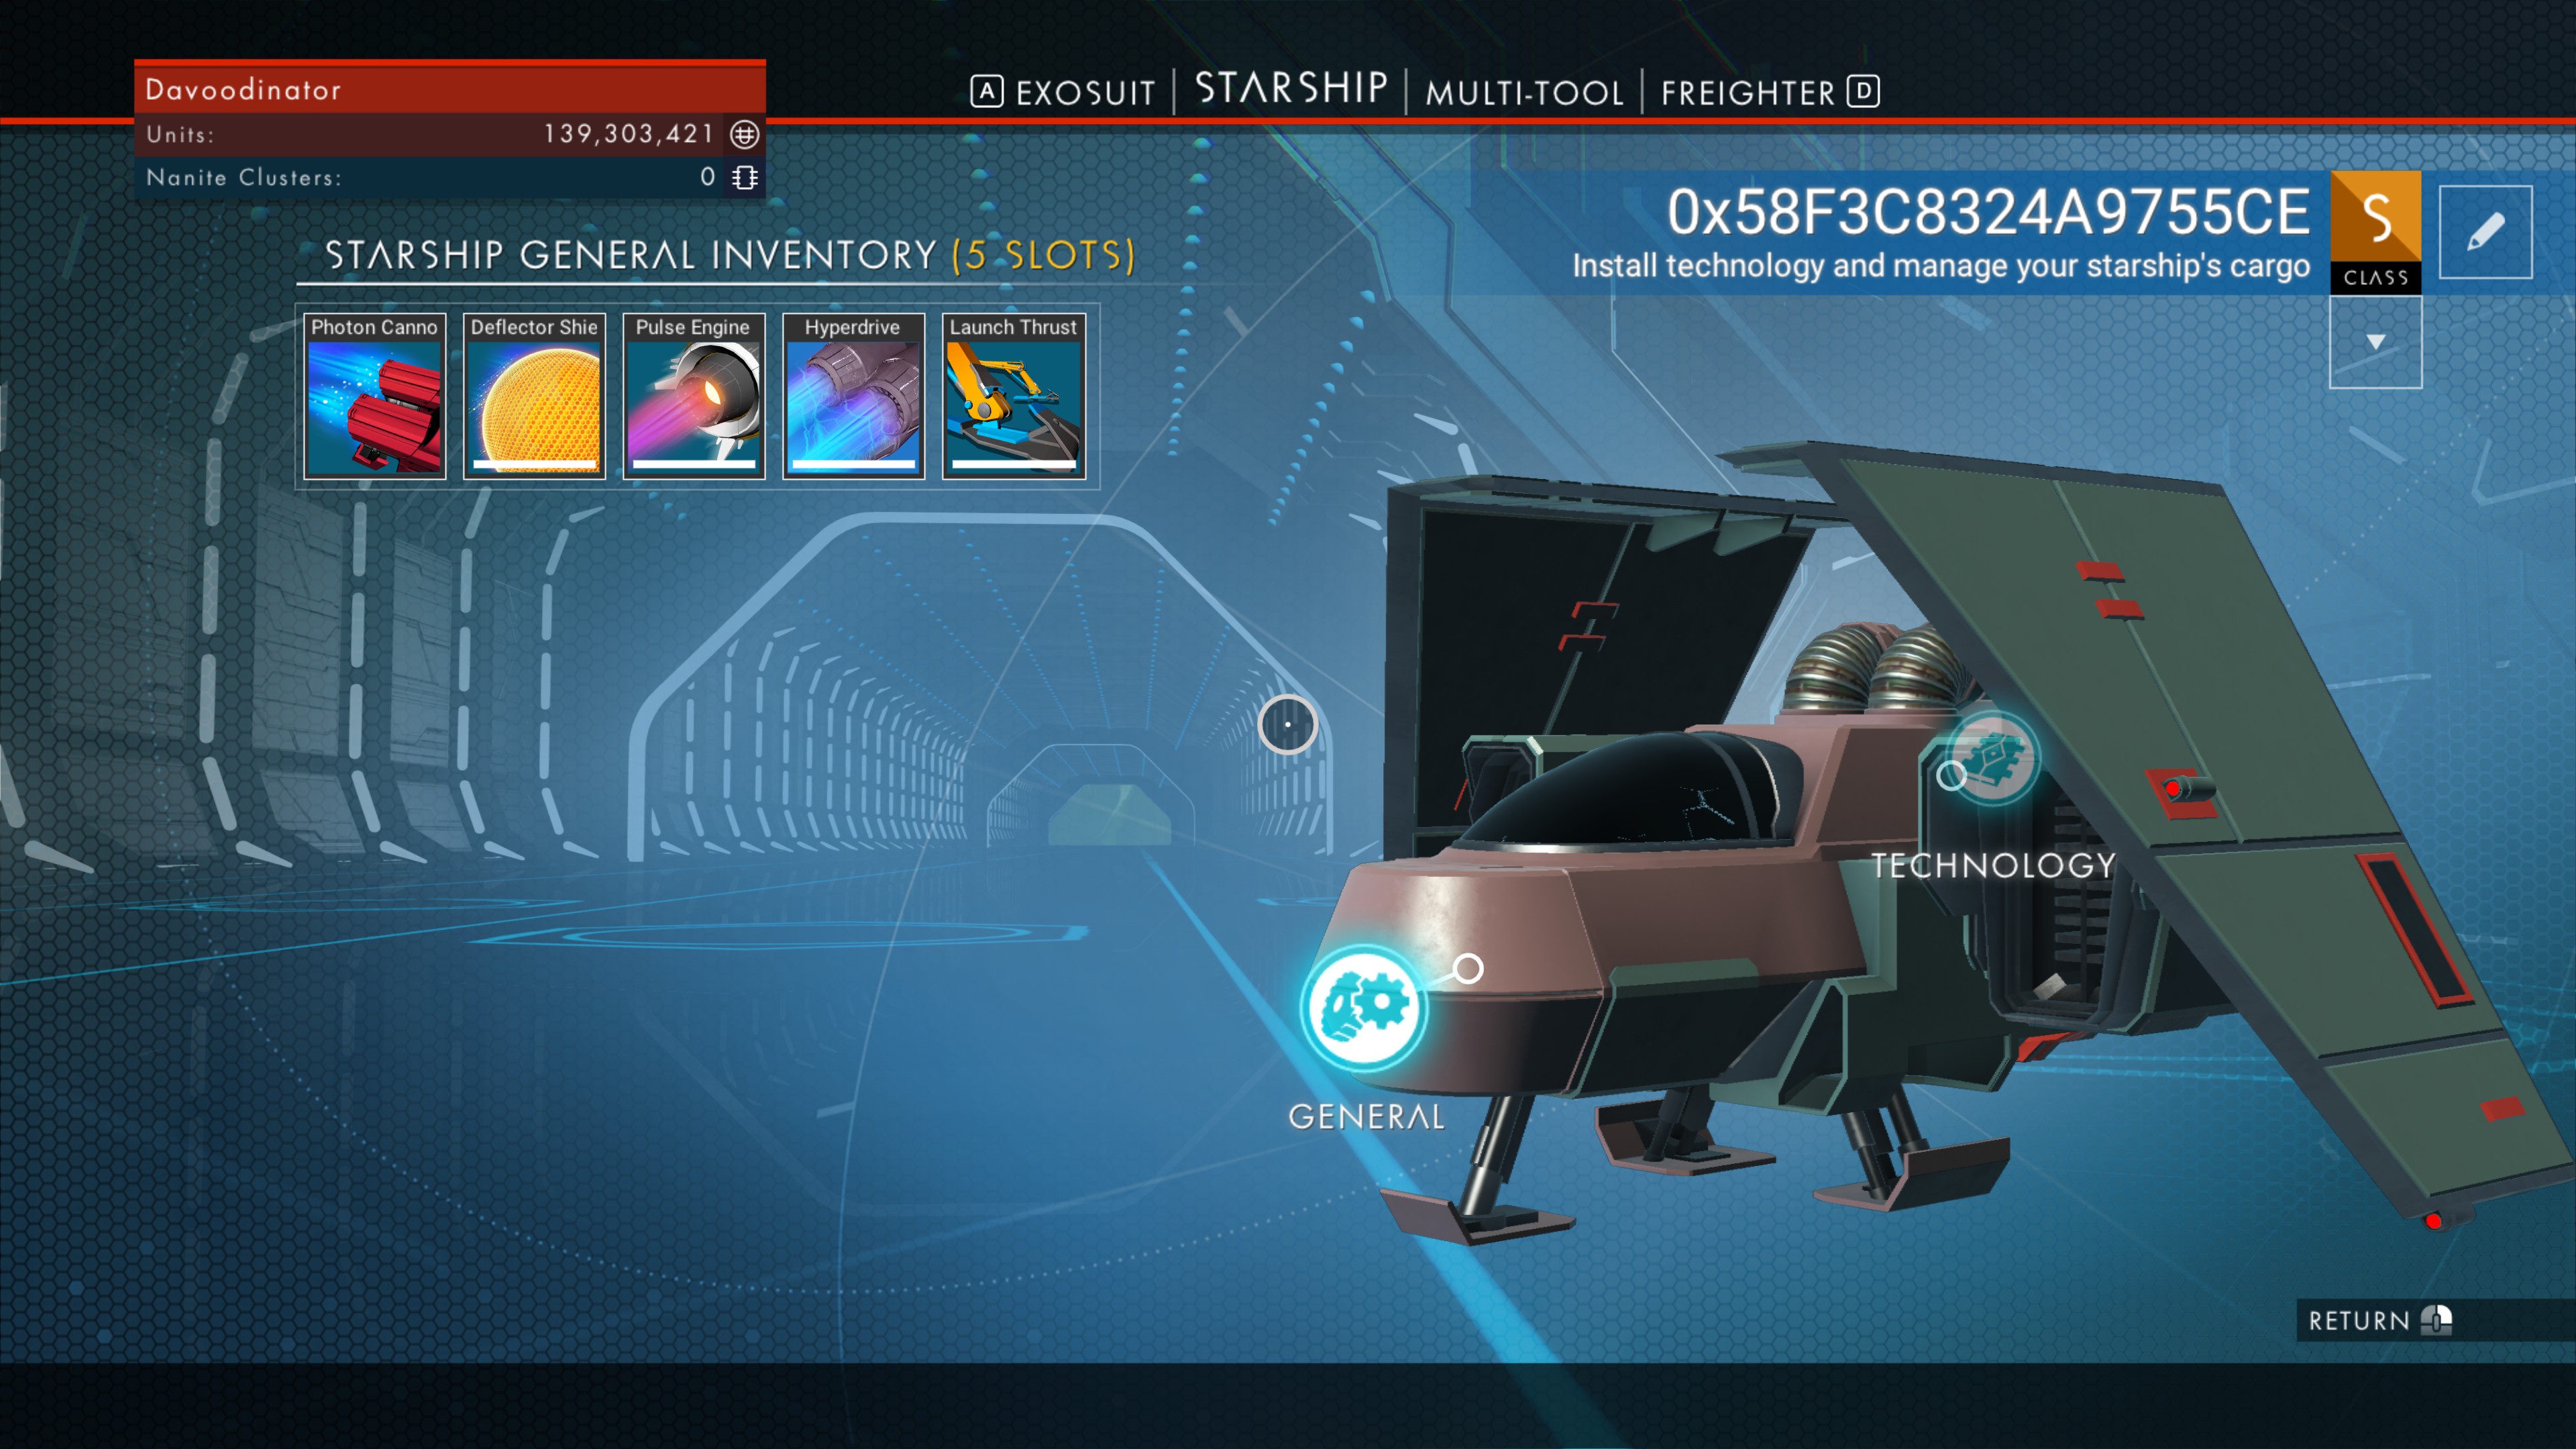 Davoodinator
Units: 139,303,421
Nanite Clusters: 0
A EXOSUIT STARSHIP MULTI-TOOL FREIGHTER D
0x58F3C8324A9755CE
Install technology and manage your starship's cargo
S
CLASS
STARSHIP GENERAL INVENTORY (5 SLOTS)
Photon Canno Deflector Shie Pulse Engine Hyperdrive Launch Thrust
TECHNOLOGY
GENERAL
RETURN